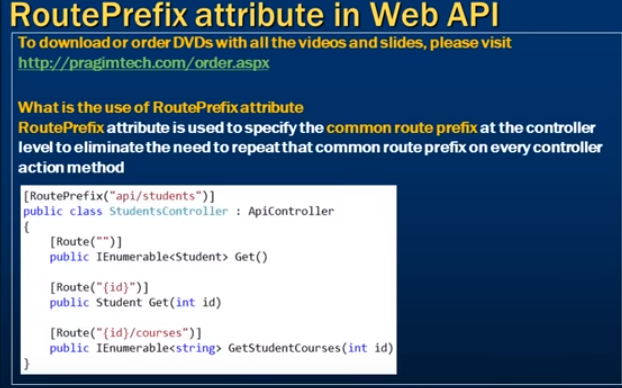 RoutePrefix attribute in Web API
To download or order DVDs with all the videos and slides, please visit
http://pragimtech.com/order.aspx
What is the use of RoutePrefix attribute
RoutePrefix attribute is used to specify the common route prefix at the controller
level to eliminate the need to repeat that common route prefix on every controller
action method
[RoutePrefix("api/students")]
public class StudentsController : ApiController
{
[Route("")]
public IEnumerable<Student> Get()
[Route("{id}")]
public Student Get(int id)
[Route("{id}/courses")]
public IEnumerable<string> GetStudentCourses(int id)
}